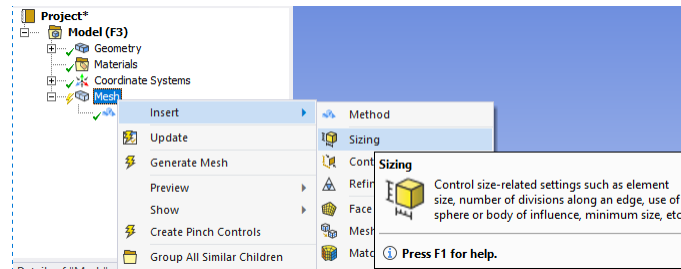 Project*
Model (F3)
Geometry
Materials
Coordinate Systems
Mesh
Insert
Update
Generate Mesh
Preview
Show
Create Pinch Controls
Group All Similar Children
Method
Sizing
Face
Mesh
Sizing
Control size-related settings such as element
size, number of divisions along an edge, use of
sphere or body of influence, minimum size, etc
Press F1 for help.